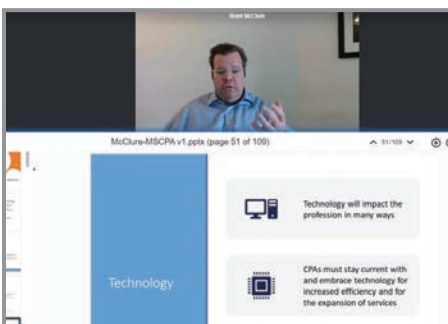 Brent McClure
McClure-MSCPA v1.pptx (page 51 of 109)
51/109
Technology will impact the
profession in many ways
Technology
CPAs must stay current with
and embrace technology for
increased efficiency and for
the expansion of services